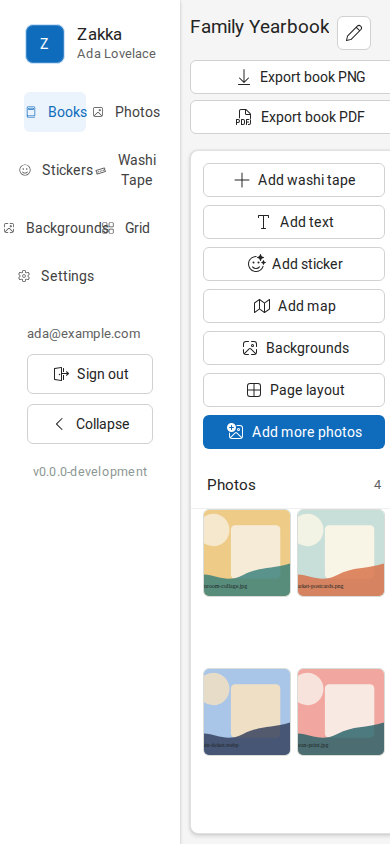 Z
Zakka
Ada Lovelace
Books
Photos
Stickers
Washi
Tape
Backgrounds
Grid
Settings
ada@example.com
Sign out
Collapse
v0.0.0-development
Family Yearbook
Export book PNG
PDF
Export book PDF
Add washi tape
Add text
Add sticker
Add map
Backgrounds
Page layout
Add more photos
Photos
4